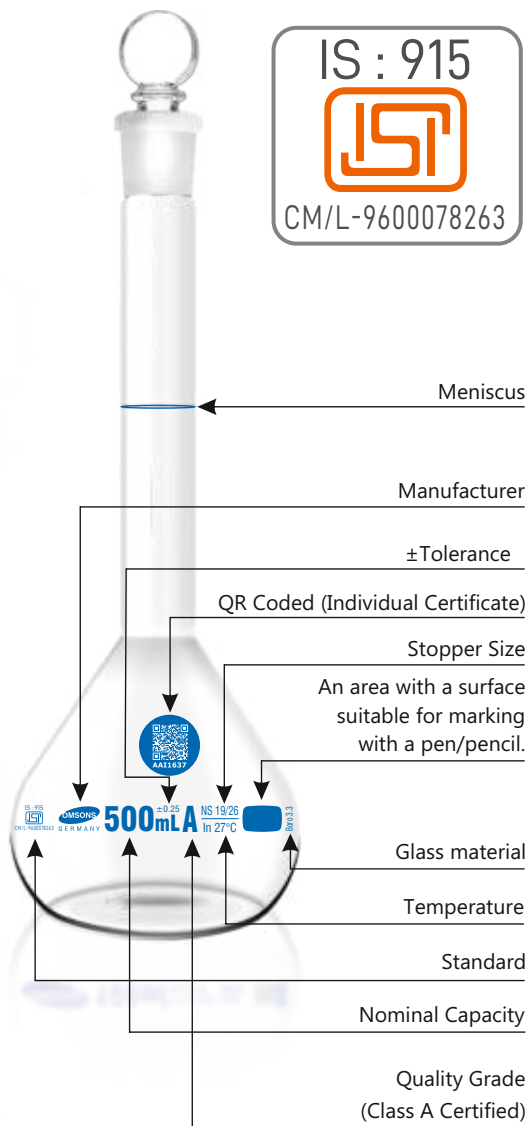 IS : 915
CM/L-9600078263
Meniscus
Manufacturer
±Tolerance
QR Coded (Individual Certificate)
Stopper Size
An area with a surface
suitable for marking
with a pen/pencil.
AAI1637
IS : 915
CM/L-9600078263
OMSONS
GERMANY
500mL
±0.25
A
NS 19/26
In 27°C
Boro 3.3
Glass material
Temperature
Standard
Nominal Capacity
Quality Grade
(Class A Certified)